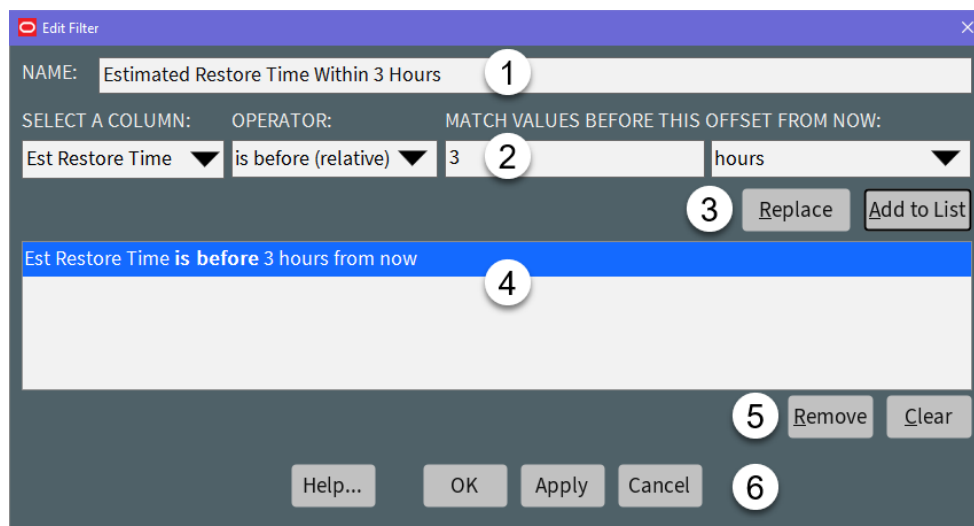 Edit Filter
NAME: Estimated Restore Time Within 3 Hours 1
SELECT A COLUMN: OPERATOR: MATCH VALUES BEFORE THIS OFFSET FROM NOW:
Est Restore Time is before (relative) 3 2 hours
3 Replace Add to List
Est Restore Time is before 3 hours from now
4
5 Remove Clear
Help... OK Apply Cancel 6